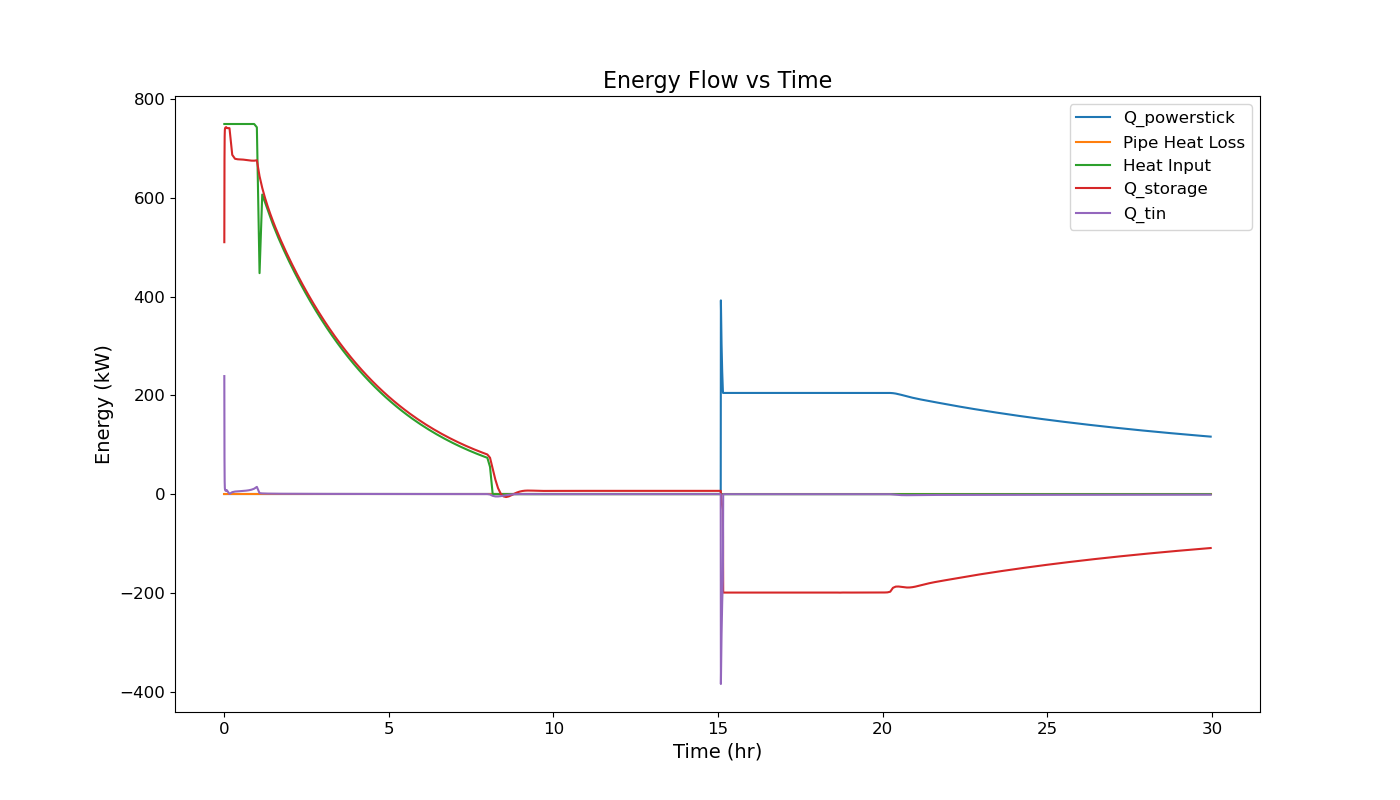 Energy Flow vs Time
Energy (kW)
800
600
400
200
0
−200
−400
Q_powerstick
Pipe Heat Loss
Heat Input
Q_storage
Q_tin
0 5 10 15 20 25 30
Time (hr)